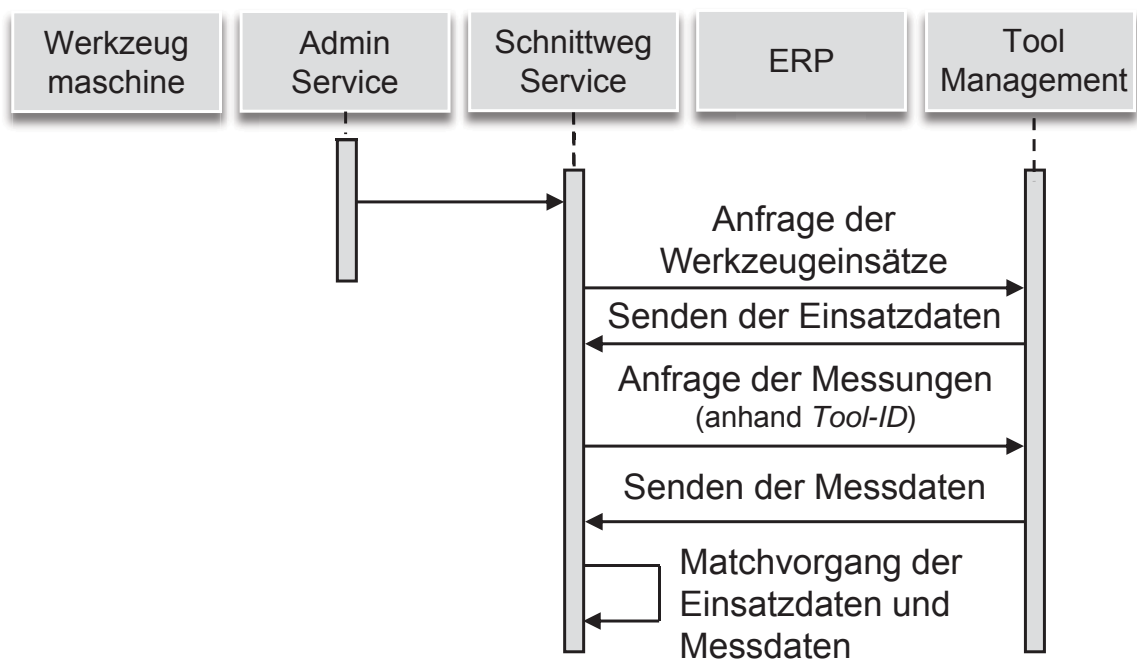 Werkzeug
maschine
Admin
Service
Schnittweg
Service
ERP
Tool
Management
Anfrage der
Werkzeugeinsätze
Senden der Einsatzdaten
Anfrage der Messungen
(anhand Tool-ID)
Senden der Messdaten
Matchvorgang der
Einsatzdaten und
Messdaten